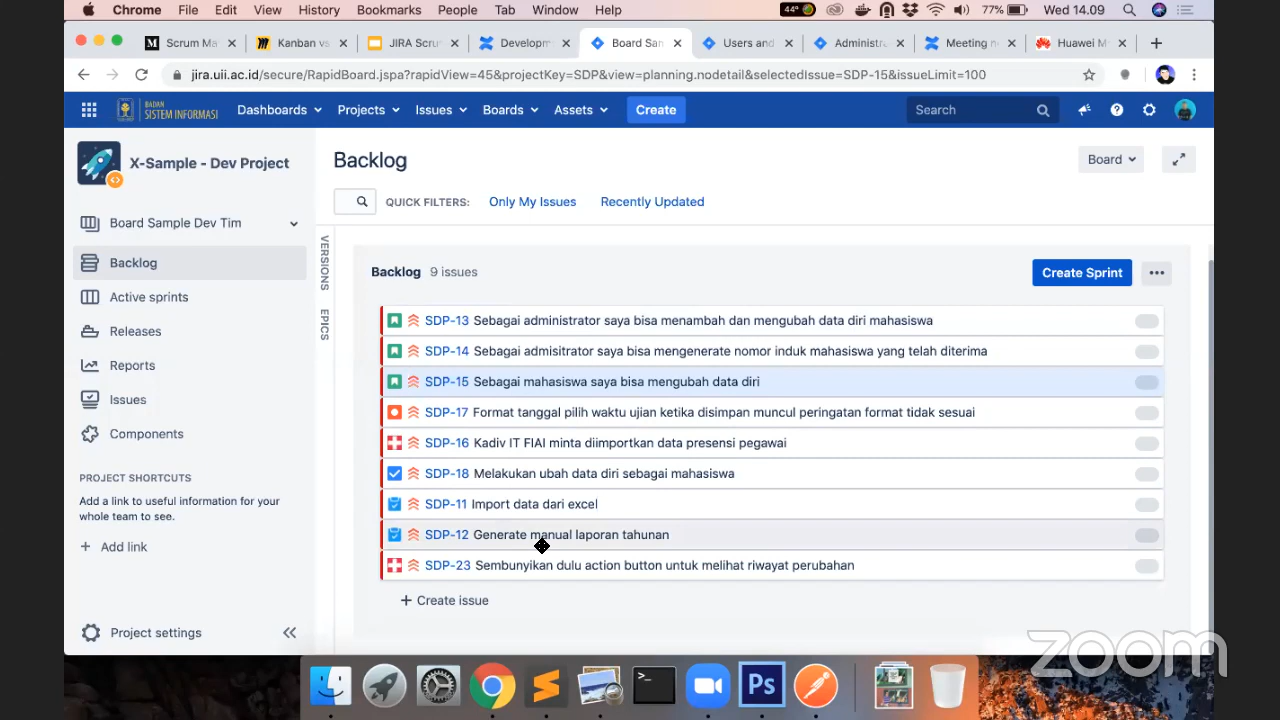 Chrome File Edit View History Bookmarks People Tab Window Help 44° 77% Wed 14.09
Scrum Ma Kanban vs JIRA Scru Developm Board San Users and Administra Meeting n Huawei M
jira.uii.ac.id/secure/RapidBoard.jspa?rapidView=45&projectKey=SDP&view=planning.nodetail&selectedIssue=SDP-15&issueLimit=100
BADAN
SISTEM INFORMASI
Dashboards Projects Issues Boards Assets Create Search
X-Sample - Dev Project
Board Sample Dev Tim
Backlog
Active sprints
Releases
Reports
Issues
Components
PROJECT SHORTCUTS
Add a link to useful information for your
whole team to see.
+ Add link
Project settings
Backlog
Board
QUICK FILTERS: Only My Issues Recently Updated
VERSIONS
EPICS
Backlog 9 issues
Create Sprint
SDP-13 Sebagai administrator saya bisa menambah dan mengubah data diri mahasiswa
SDP-14 Sebagai admisitrator saya bisa mengenerate nomor induk mahasiswa yang telah diterima
SDP-15 Sebagai mahasiswa saya bisa mengubah data diri
SDP-17 Format tanggal pilih waktu ujian ketika disimpan muncul peringatan format tidak sesuai
SDP-16 Kadiv IT FIAI minta diimportkan data presensi pegawai
SDP-18 Melakukan ubah data diri sebagai mahasiswa
SDP-11 Import data dari excel
SDP-12 Generate manual laporan tahunan
SDP-23 Sembunyikan dulu action button untuk melihat riwayat perubahan
+ Create issue
Ps
zoom